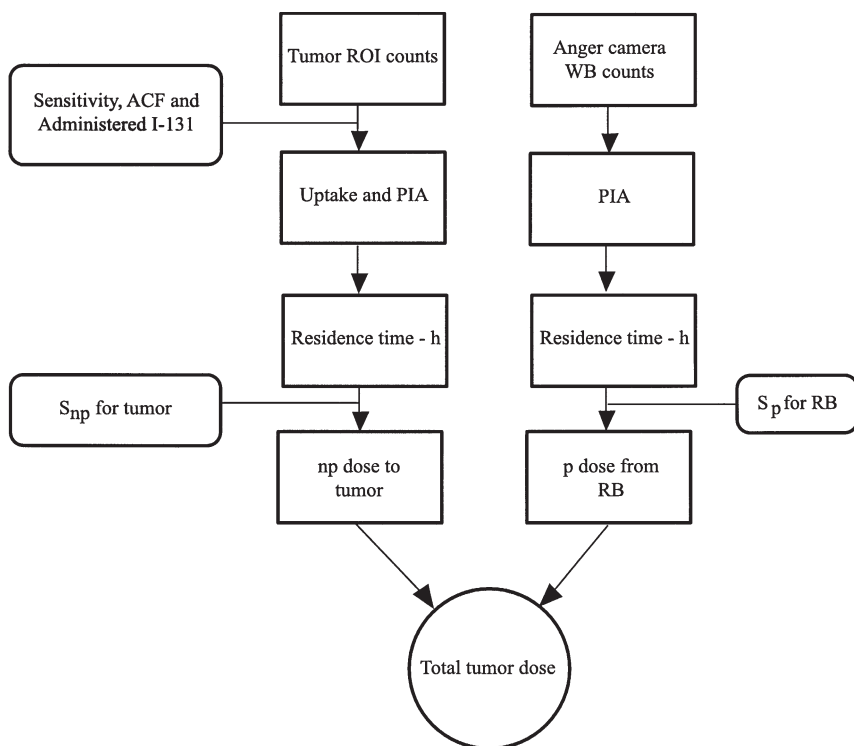 Tumor ROI counts
Anger camera
WB counts
Sensitivity, ACF and
Administered I-131
Uptake and PIA
PIA
Residence time - h
Residence time - h
Snp for tumor
Sp for RB
np dose to
tumor
p dose from
RB
Total tumor dose